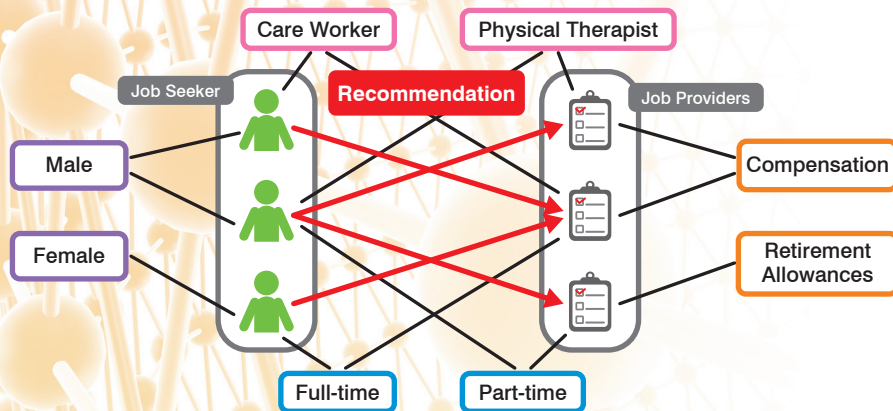 Care Worker
Physical Therapist
Job Seeker
Recommendation
Job Providers
Male
Compensation
Female
Retirement
Allowances
Full-time
Part-time